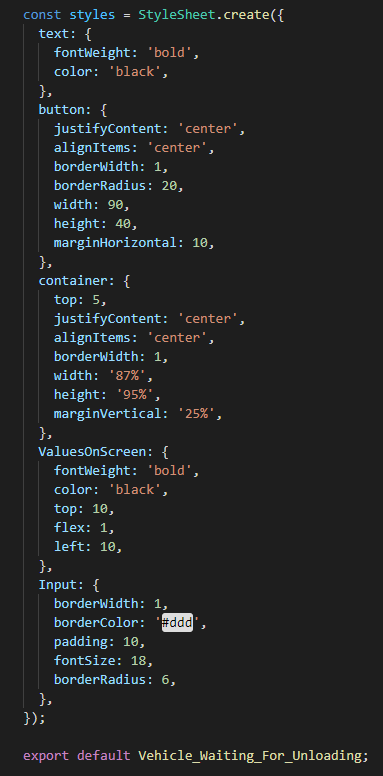 const styles = StyleSheet.create({
  text: {
    fontWeight: 'bold',
    color: 'black',
  },
  button: {
    justifyContent: 'center',
    alignItems: 'center',
    borderWidth: 1,
    borderRadius: 20,
    width: 90,
    height: 40,
    marginHorizontal: 10,
  },
  container: {
    top: 5,
    justifyContent: 'center',
    alignItems: 'center',
    borderWidth: 1,
    width: '87%',
    height: '95%',
    marginVertical: '25%',
  },
  ValuesOnScreen: {
    fontWeight: 'bold',
    color: 'black',
    top: 10,
    flex: 1,
    left: 10,
  },
  Input: {
    borderWidth: 1,
    borderColor: '#ddd',
    padding: 10,
    fontSize: 18,
    borderRadius: 6,
  },
});

export default Vehicle_Waiting_For_Unloading;